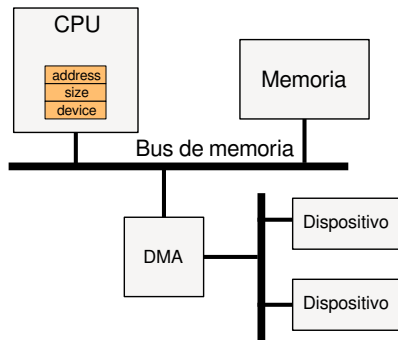 CPU
address
size
device
Memoria
Bus de memoria
DMA
Dispositivo
Dispositivo